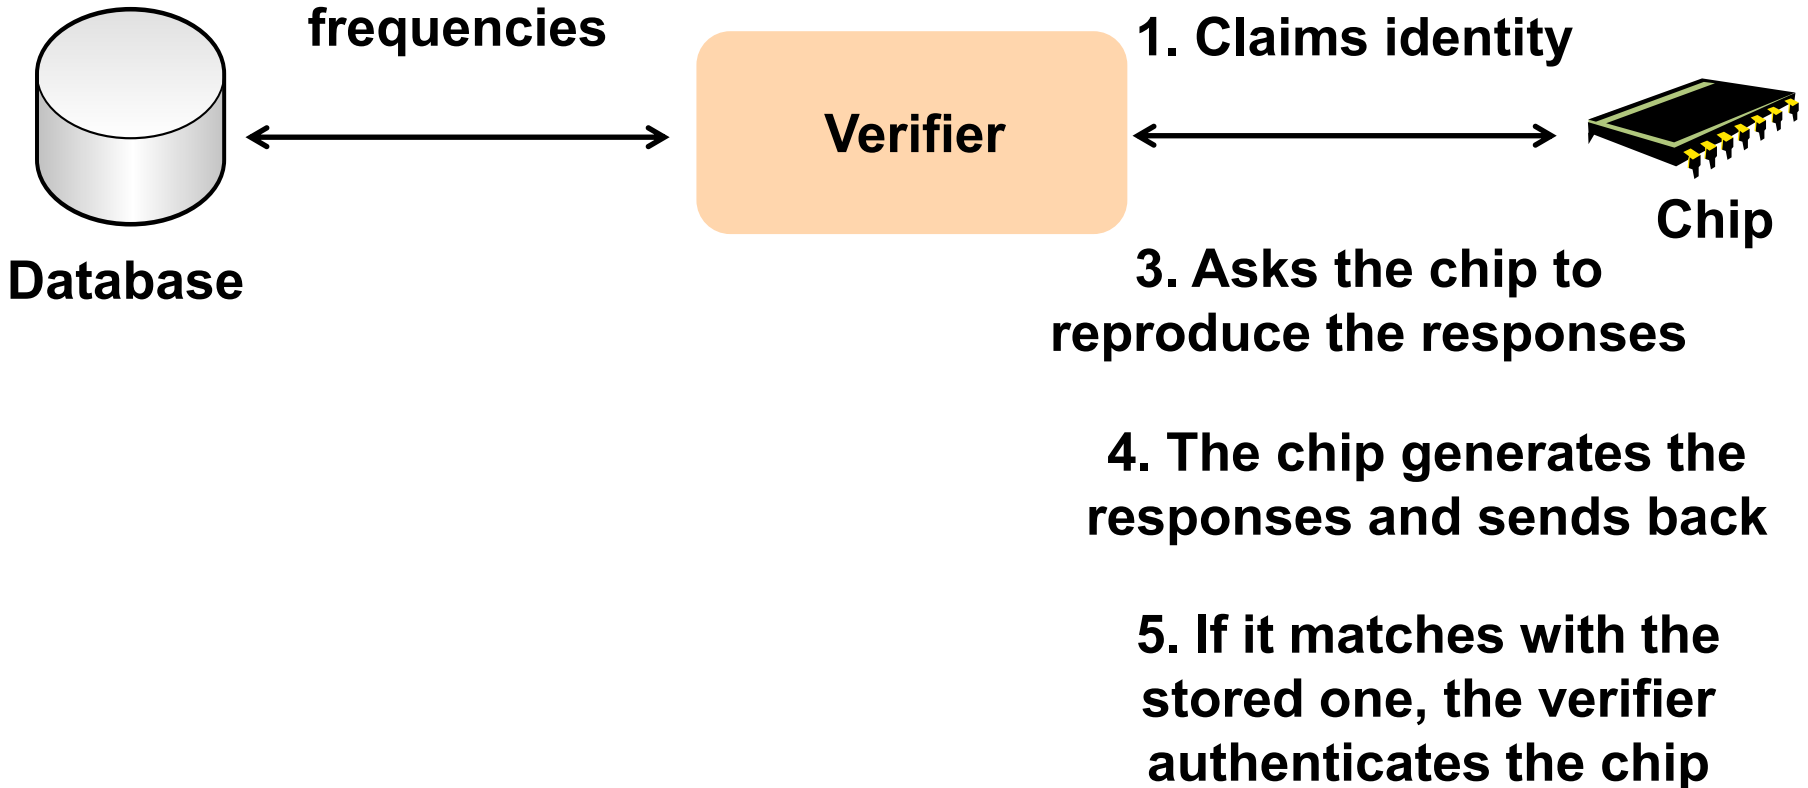 frequencies
Database
Verifier
1. Claims identity
Chip
3. Asks the chip to
reproduce the responses
4. The chip generates the
responses and sends back
5. If it matches with the
stored one, the verifier
authenticates the chip